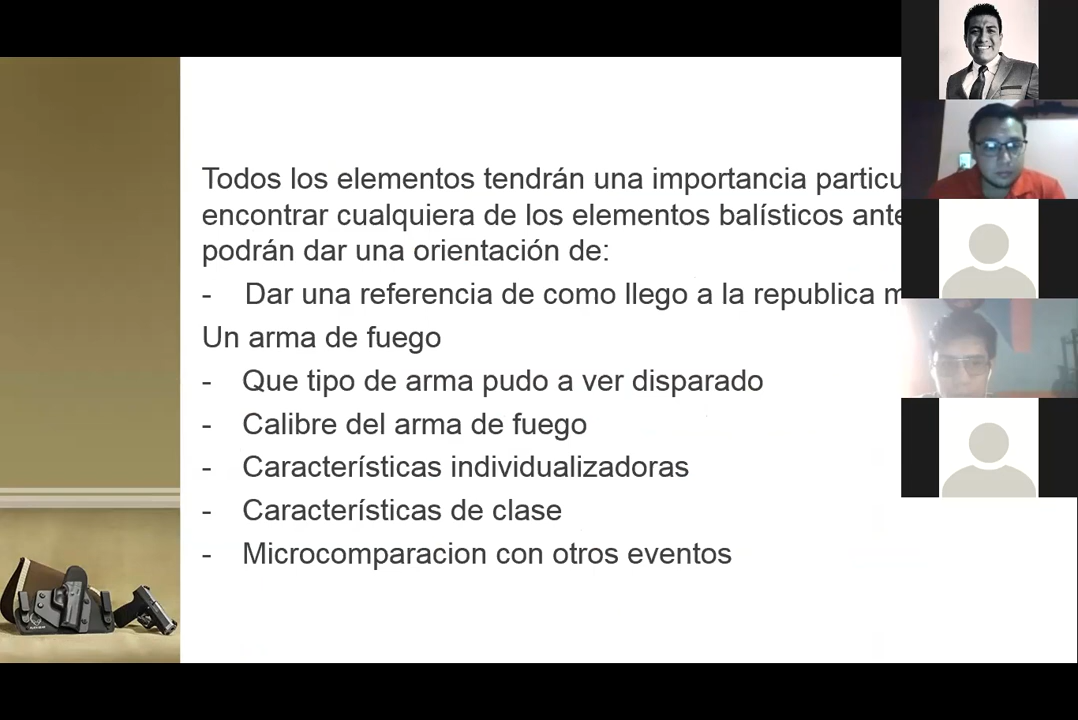 Todos los elementos tendrán una importancia
encontrar cualquiera de los elementos balísticos
podrán dar una orientación de:
- Dar una referencia de como llego a la republica
Un arma de fuego
- Que tipo de arma pudo a ver disparado
- Calibre del arma de fuego
- Características individualizadoras
- Características de clase
- Microcomparacion con otros eventos